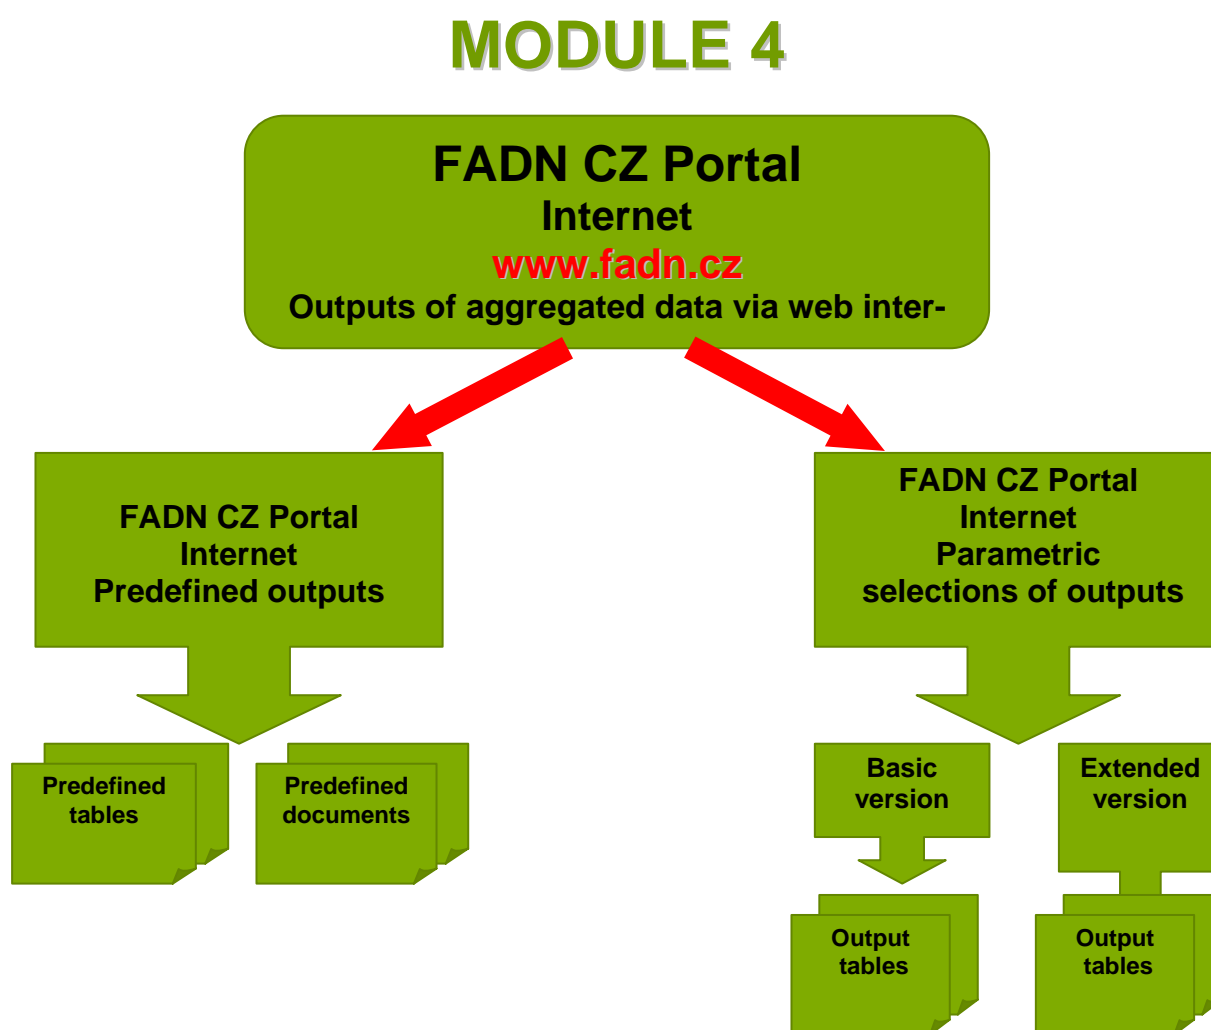 MODULE 4
FADN CZ Portal
Internet
www.fadn.cz
Outputs of aggregated data via web inter-
FADN CZ Portal
Internet
Predefined outputs
FADN CZ Portal
Internet
Parametric
selections of outputs
Predefined
tables
Predefined
documents
Basic
version
Extended
version
Output
tables
Output
tables